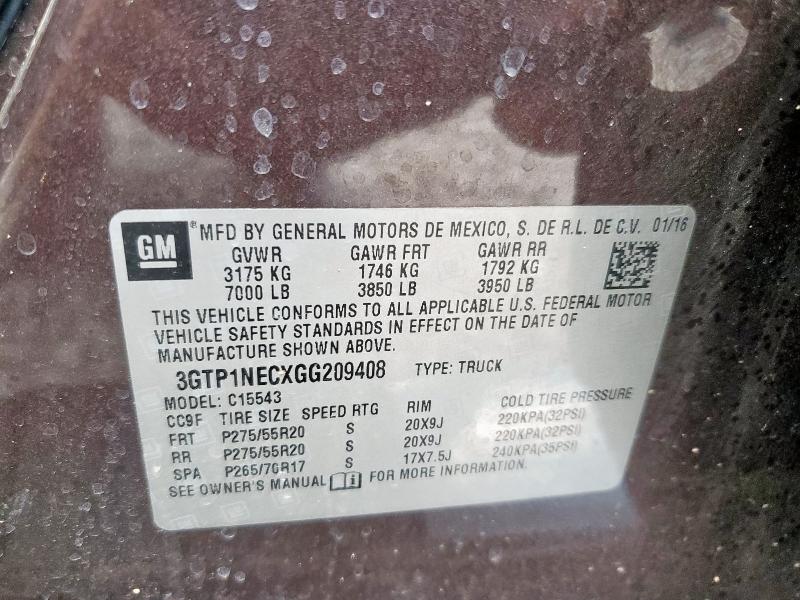 GM ® MFD BY GENERAL MOTORS DE MEXICO, S. DE R.L. DE C.V. 01/16
GVWR GAWR FRT GAWR RR
3175 KG 1746 KG 1792 KG
7000 LB 3850 LB 3950 LB
THIS VEHICLE CONFORMS TO ALL APPLICABLE U.S. FEDERAL MOTOR
VEHICLE SAFETY STANDARDS IN EFFECT ON THE DATE OF
MANUFACTURE SHOWN ABOVE.
3GTP1NECXGG209408 TYPE: TRUCK
MODEL: C15543
CC9F TIRE SIZE SPEED RTG RIM COLD TIRE PRESSURE
FRT P275/55R20 S 20X9J 220KPA(32PSI)
RR P275/55R20 S 20X9J 220KPA(32PSI)
SPA P265/70R17 S 17X7.5J 240KPA(35PSI)
SEE OWNER'S MANUAL FOR MORE INFORMATION.